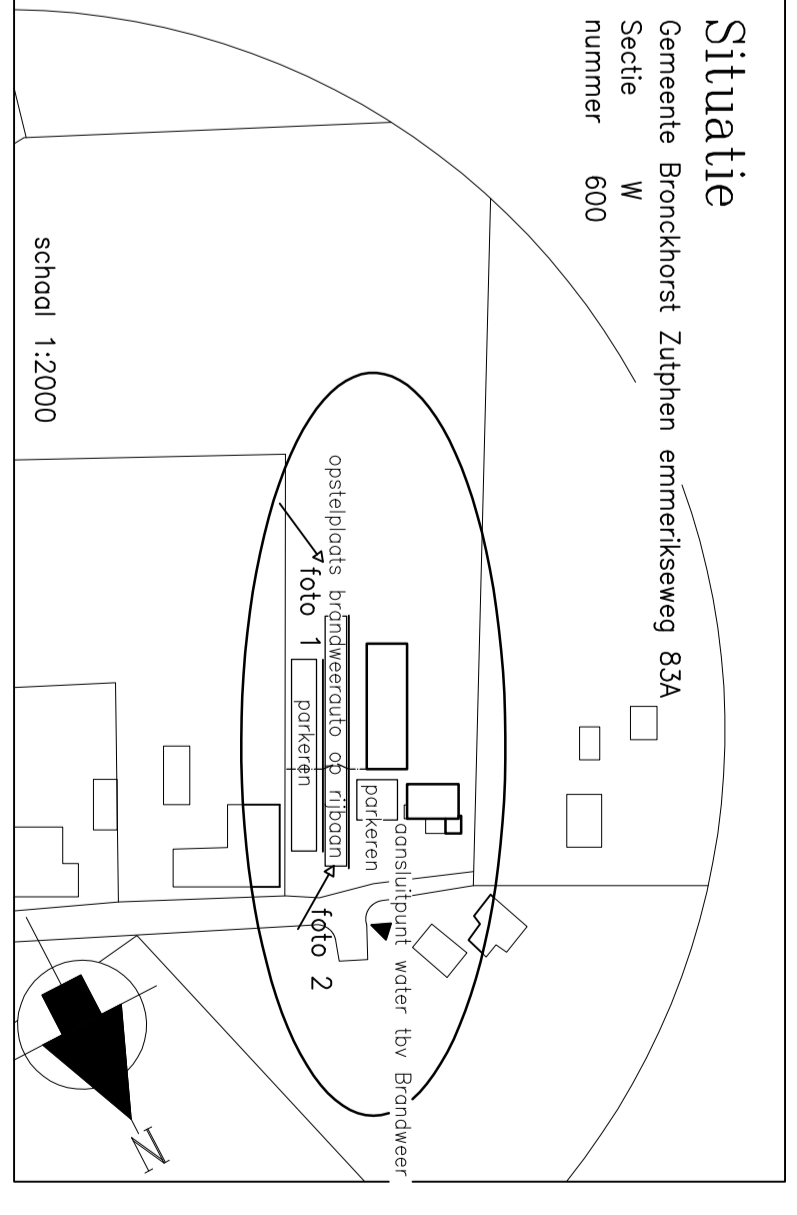 Situatie
Gemeente Bronckhorst Zutphen emmerikseweg 83A
Sectie W
nummer 600
aansluitpunt water tbv Brandweer
parkeren
opstelplaats brandweerauto op rijbaan
foto 1
foto 2
parkeren
schaal 1:2000
N